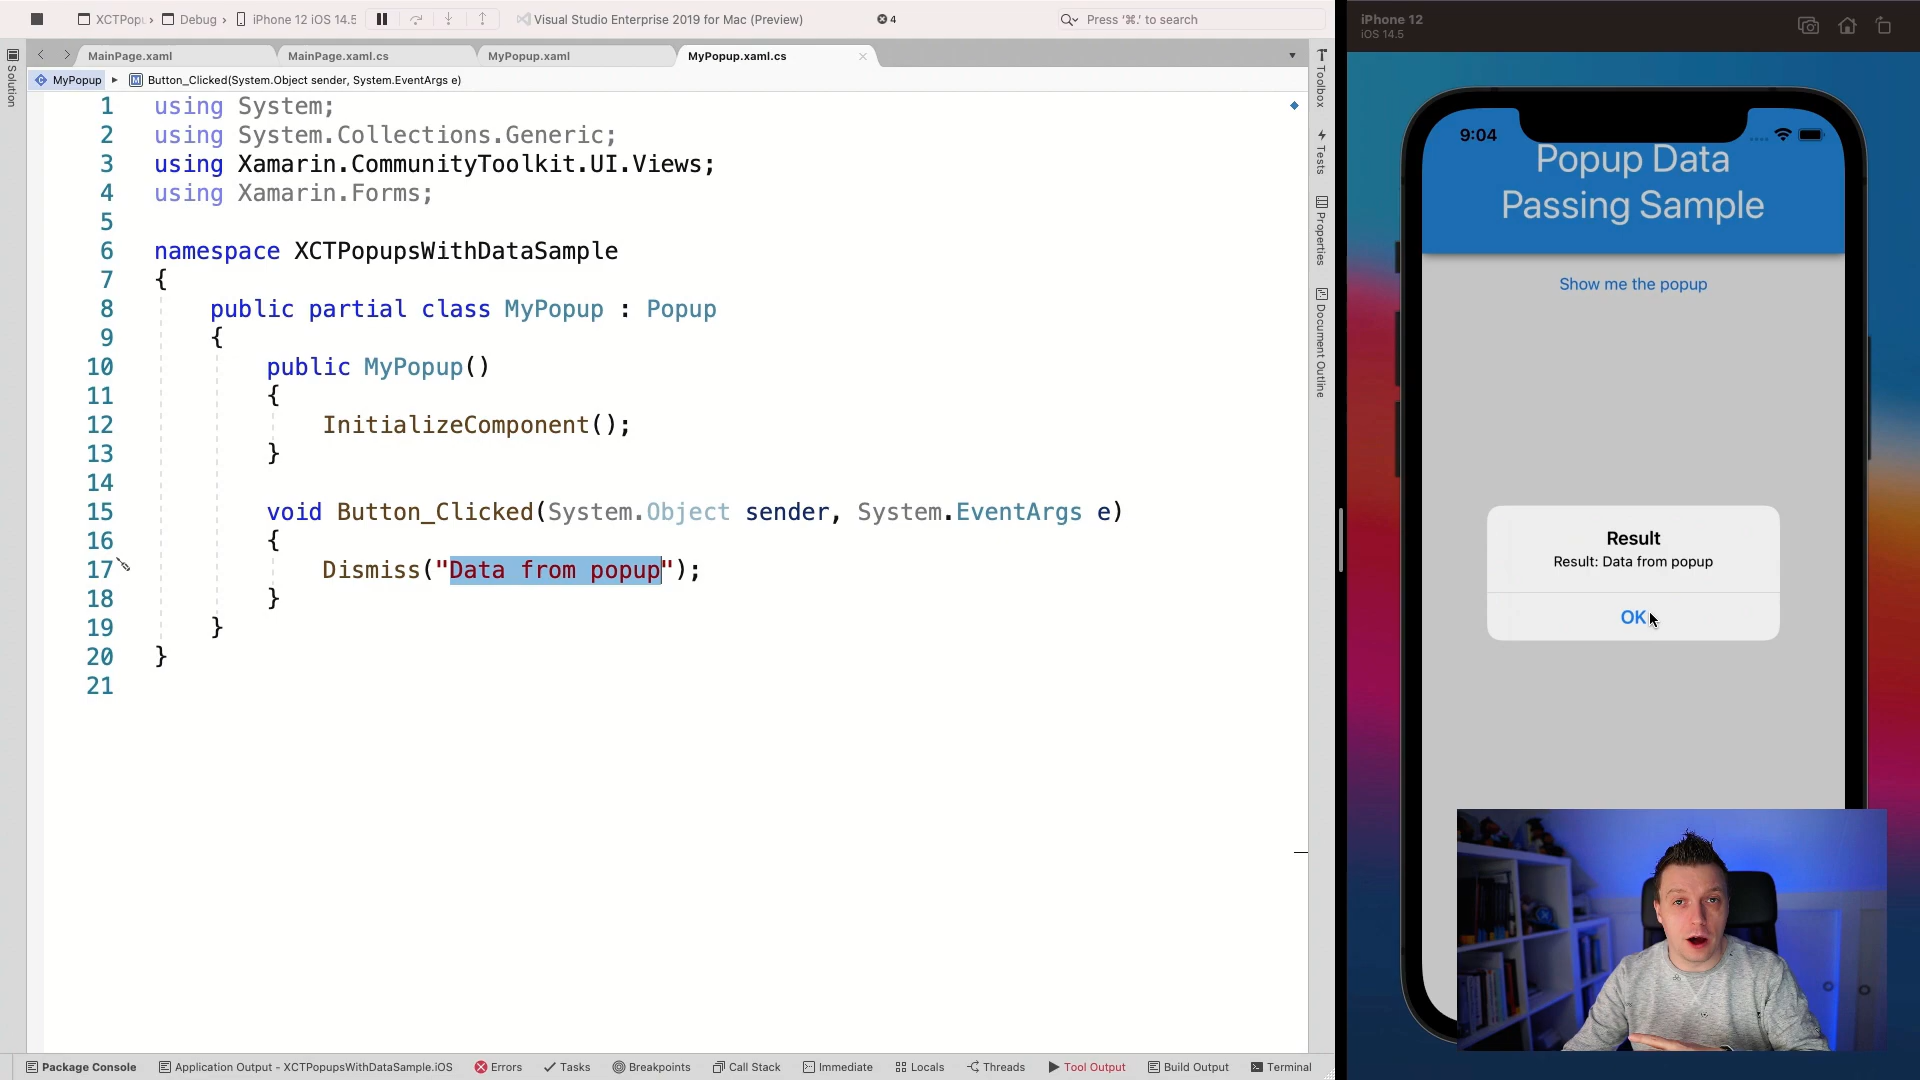 XCTPopu › Debug › iPhone 12 iOS 14.5
Visual Studio Enterprise 2019 for Mac (Preview)
4
Press '⌘.' to search
MainPage.xaml
MainPage.xaml.cs
MyPopup.xaml
MyPopup.xaml.cs
MyPopup
Button_Clicked(System.Object sender, System.EventArgs e)
Solution
1 using System;
2 using System.Collections.Generic;
3 using Xamarin.CommunityToolkit.UI.Views;
4 using Xamarin.Forms;
5
6 namespace XCTPopupsWithDataSample
7 {
8 public partial class MyPopup : Popup
9 {
10 public MyPopup()
11 {
12 InitializeComponent();
13 }
14
15 void Button_Clicked(System.Object sender, System.EventArgs e)
16 {
17 Dismiss("Data from popup");
18 }
19 }
20 }
21
Toolbox
Tests
Properties
Document Outline
Package Console
Application Output - XCTPopupsWithDataSample.iOS
Errors
Tasks
Breakpoints
Call Stack
Immediate
Locals
Threads
Tool Output
Build Output
Terminal
iPhone 12
iOS 14.5
9:04
Popup Data
Passing Sample
Show me the popup
Result
Result: Data from popup
OK